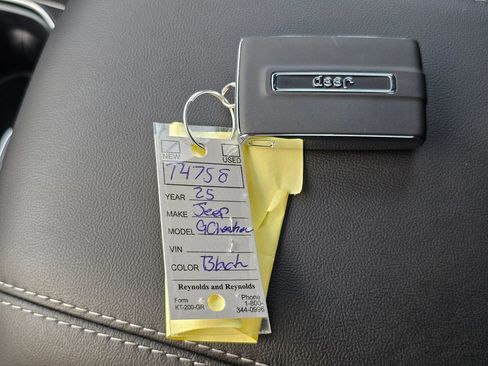 Jeep
NEW USED
T4758
YEAR 25
MAKE Jeep
MODEL GCherokee
VIN
COLOR Black
Reynolds and Reynolds
Form Phone
KT-200-GR 1-800-
344-0996